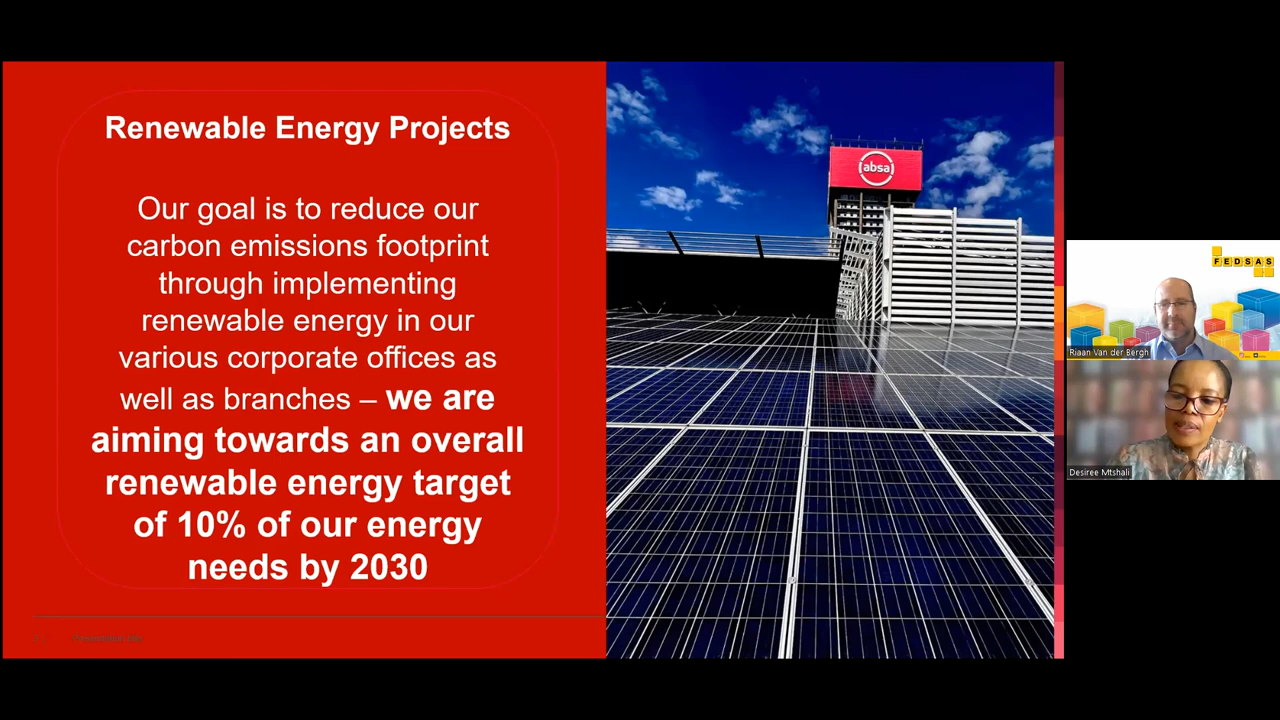 Renewable Energy Projects
Our goal is to reduce our
carbon emissions footprint
through implementing
renewable energy in our
various corporate offices as
well as branches – we are
aiming towards an overall
renewable energy target
of 10% of our energy
needs by 2030
absa
FEDSAS
Riaan Van der Bergh
Desiree Mtshali